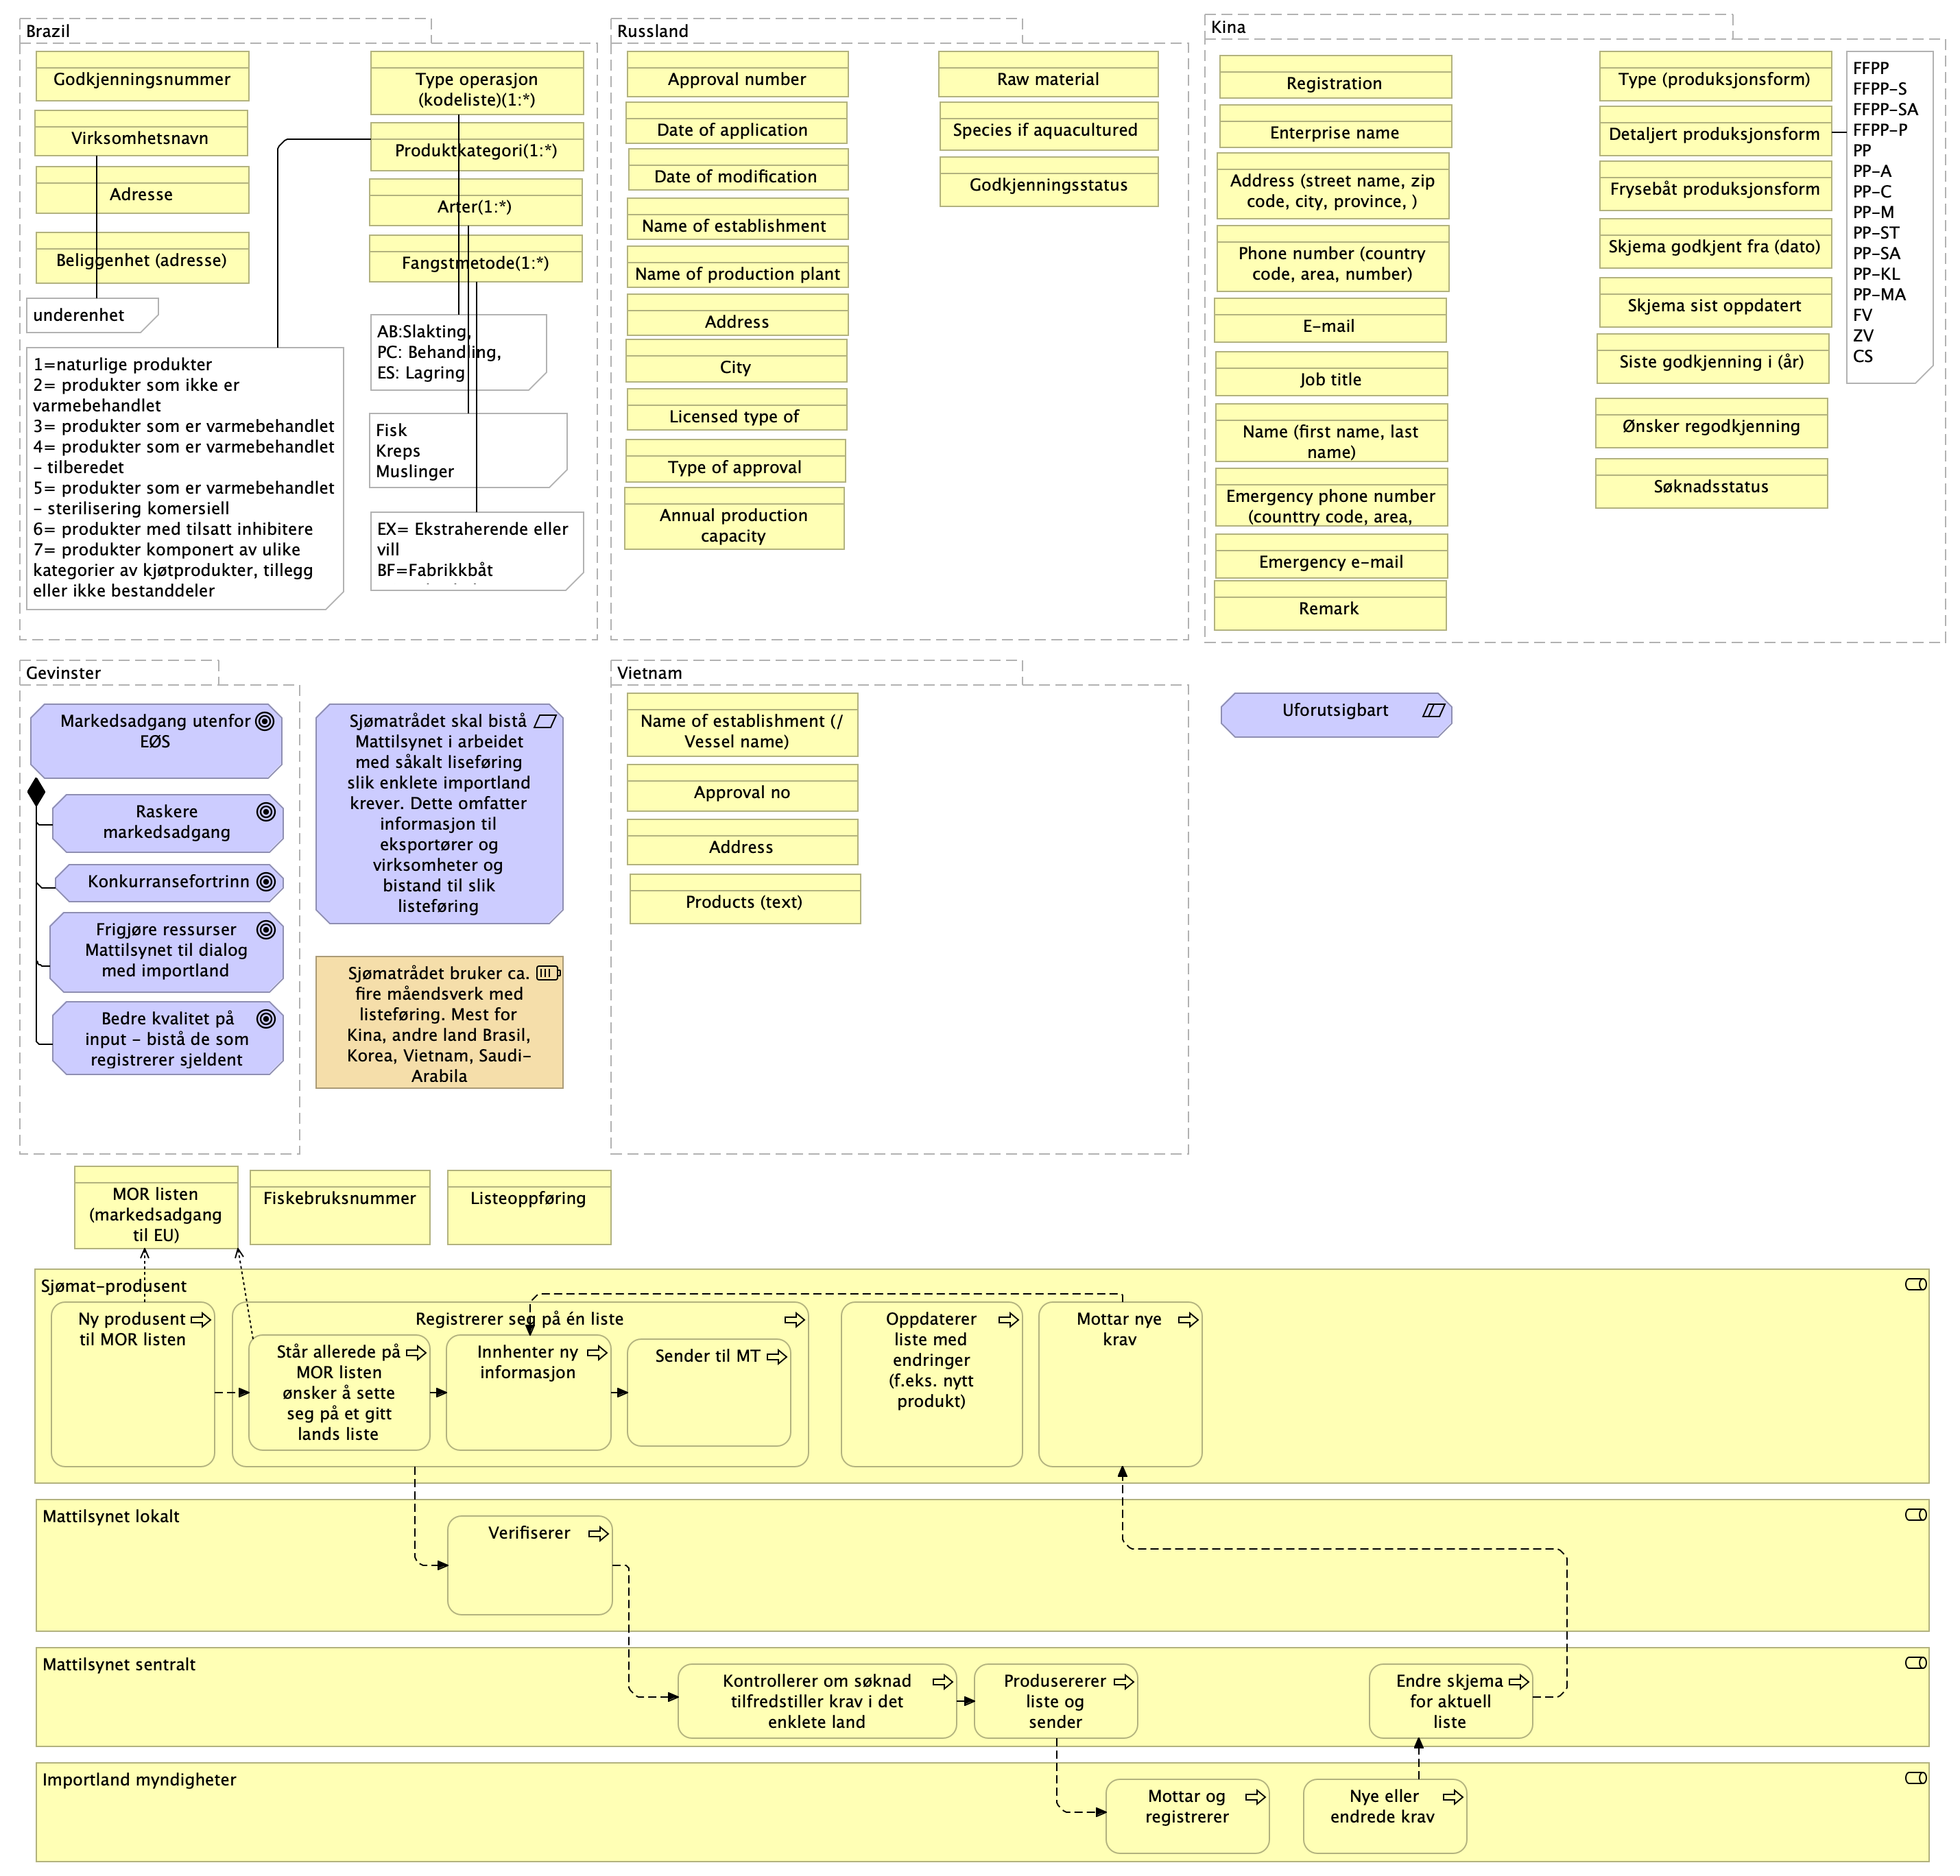 Brazil
Godkjenningsnummer
Virksomhetsnavn
Adresse
Beliggenhet (adresse)
underenhet
1=naturlige produkter
2= produkter som ikke er
varmebehandlet
3= produkter som er varmebehandlet
4= produkter som er varmebehandlet
– tilberedet
5= produkter som er varmebehandlet
– sterilisering komersiell
6= produkter med tilsatt inhibitere
7= produkter komponert av ulike
kategorier av kjøtprodukter, tillegg
eller ikke bestanddeler
Type operasjon
(kodeliste)(1:*)
Produktkategori(1:*)
Arter(1:*)
Fangstmetode(1:*)
AB:Slakting,
PC: Behandling,
ES: Lagring
Fisk
Kreps
Muslinger
EX= Ekstraherende eller
vill
BF=Fabrikkbåt
Russland
Approval number
Date of application
Date of modification
Name of establishment
Name of production plant
Address
City
Licensed type of
Type of approval
Annual production
capacity
Raw material
Species if aquacultured
Godkjenningsstatus
Kina
Registration
Enterprise name
Address (street name, zip
code, city, province, )
Phone number (country
code, area, number)
E-mail
Job title
Name (first name, last
name)
Emergency phone number
(counttry code, area,
Emergency e-mail
Remark
Type (produksjonsform)
Detaljert produksjonsform
Frysebåt produksjonsform
Skjema godkjent fra (dato)
Skjema sist oppdatert
Siste godkjenning i (år)
Ønsker regodkjenning
Søknadsstatus
FFPP
FFPP-S
FFPP-SA
FFPP-P
PP
PP-A
PP-C
PP-M
PP-ST
PP-SA
PP-KL
PP-MA
FV
ZV
CS
Gevinster
Markedsadgang utenfor
EØS
Raskere
markedsadgang
Konkurransefortrinn
Frigjøre ressurser
Mattilsynet til dialog
med importland
Bedre kvalitet på
input – bistå de som
registrerer sjeldent
Sjømatrådet skal bistå
Mattilsynet i arbeidet
med såkalt liseføring
slik enklete importland
krever. Dette omfatter
informasjon til
eksportører og
virksomheter og
bistand til slik
listeføring
Sjømatrådet bruker ca.
fire måendsverk med
listeføring. Mest for
Kina, andre land Brasil,
Korea, Vietnam, Saudi-
Arabila
Vietnam
Name of establishment (/
Vessel name)
Approval no
Address
Products (text)
Uforutsigbart
MOR listen
(markedsadgang
til EU)
Fiskebruksnummer
Listeoppføring
Sjømat-produsent
Ny produsent
til MOR listen
Registrerer seg på én liste
Står allerede på
MOR listen
ønsker å sette
seg på et gitt
lands liste
Innhenter ny
informasjon
Sender til MT
Oppdaterer
liste med
endringer
(f.eks. nytt
produkt)
Mottar nye
krav
Mattilsynet lokalt
Verifiserer
Mattilsynet sentralt
Kontrollerer om søknad
tilfredstiller krav i det
enklete land
Produsererer
liste og
sender
Endre skjema
for aktuell
liste
Importland myndigheter
Mottar og
registrerer
Nye eller
endrede krav